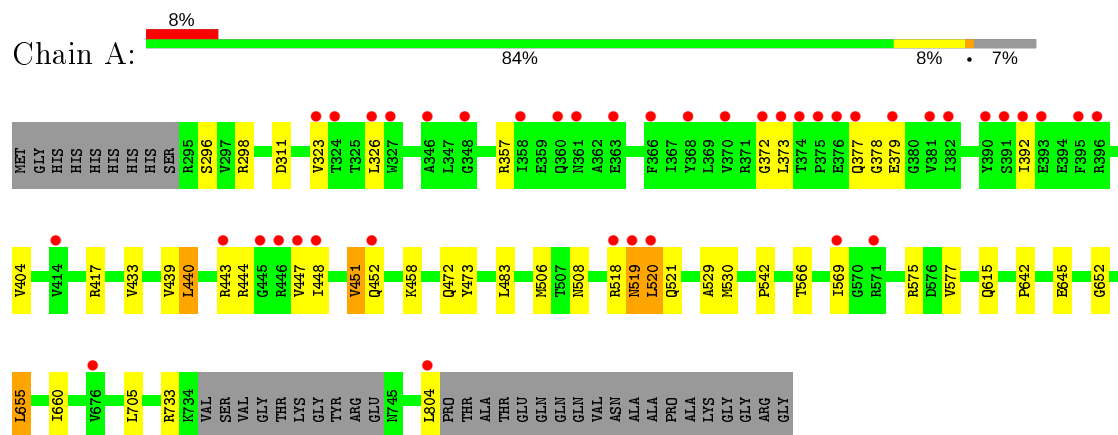 8%
Chain A:
84% 8% • 7%
MET GLY HIS HIS HIS HIS HIS HIS SER R295 S296 V297 R298 D311 V323 T324 T325 L326 W327 A346 L347 G348 R357 I358 E359 Q360 N361 A362 E363 F366 I367 Y368 L369 V370 R371 G372 L373 T374 P375 E376 Q377 G378 E379 G380 V381 I382 Y390 S391 I392 E393 E394 F395 R396
V404 V414 R417 V433 V439 L440 R443 R444 G445 R446 V447 I448 V451 Q452 K458 Q472 Y473 L483 M506 T507 N508 R518 N519 L520 Q521 A529 M530 P542 T566 I569 G570 R571 R575 D576 V577 Q615 P642 E645 G652
L655 I660 V676 L705 R733 K734 VAL SER VAL GLY THR LYS GLY TYR ARG GLU N745 L804 PRO THR ALA THR GLU GLN GLN GLN VAL ASN ALA ALA PRO ALA LYS GLY GLY ARG GLY